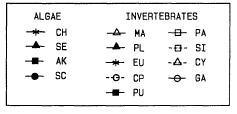 ALGAE INVERTEBRATES
CH MA PA
SE PL SI
AK EU CY
SC CP GA
PU